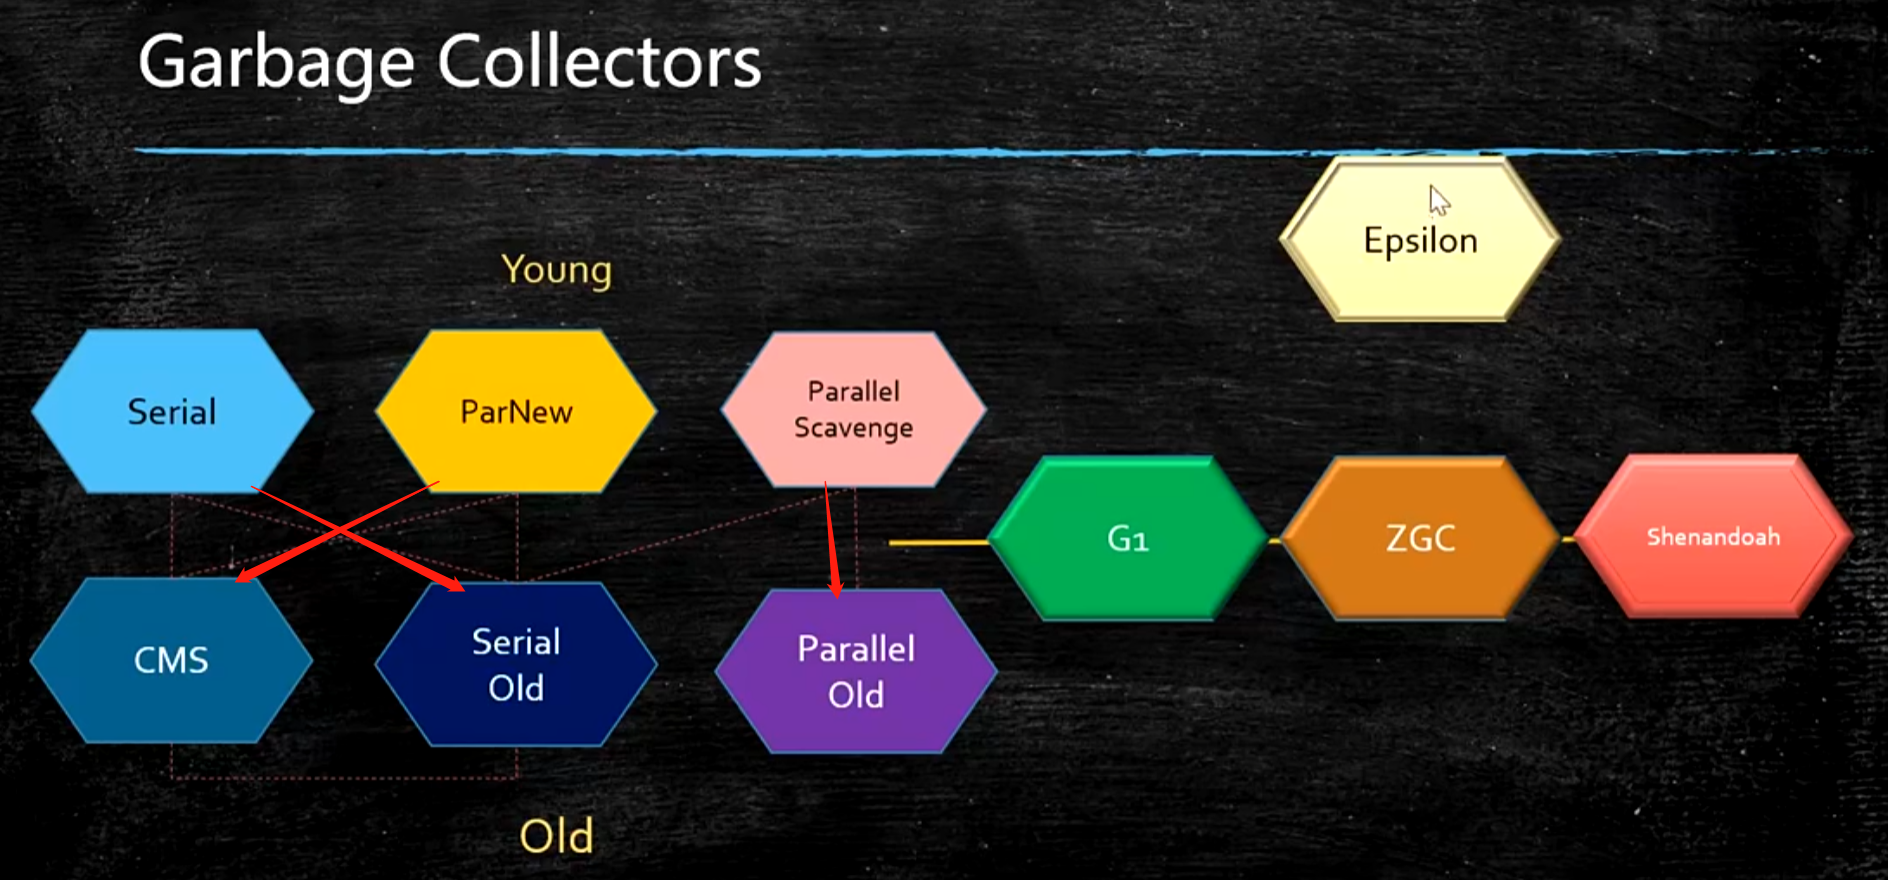 Garbage Collectors
Epsilon
Young
Serial
ParNew
Parallel
Scavenge
G1
ZGC
Shenandoah
CMS
Serial
Old
Parallel
Old
Old